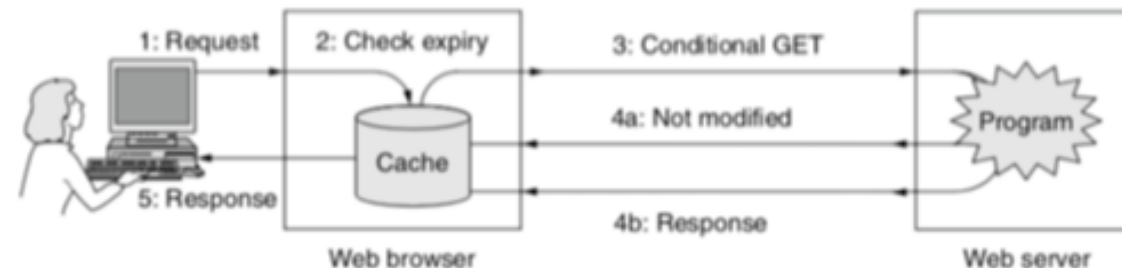 1: Request
2: Check expiry
3: Conditional GET
4a: Not modified
Program
Cache
5: Response
4b: Response
Web browser
Web server